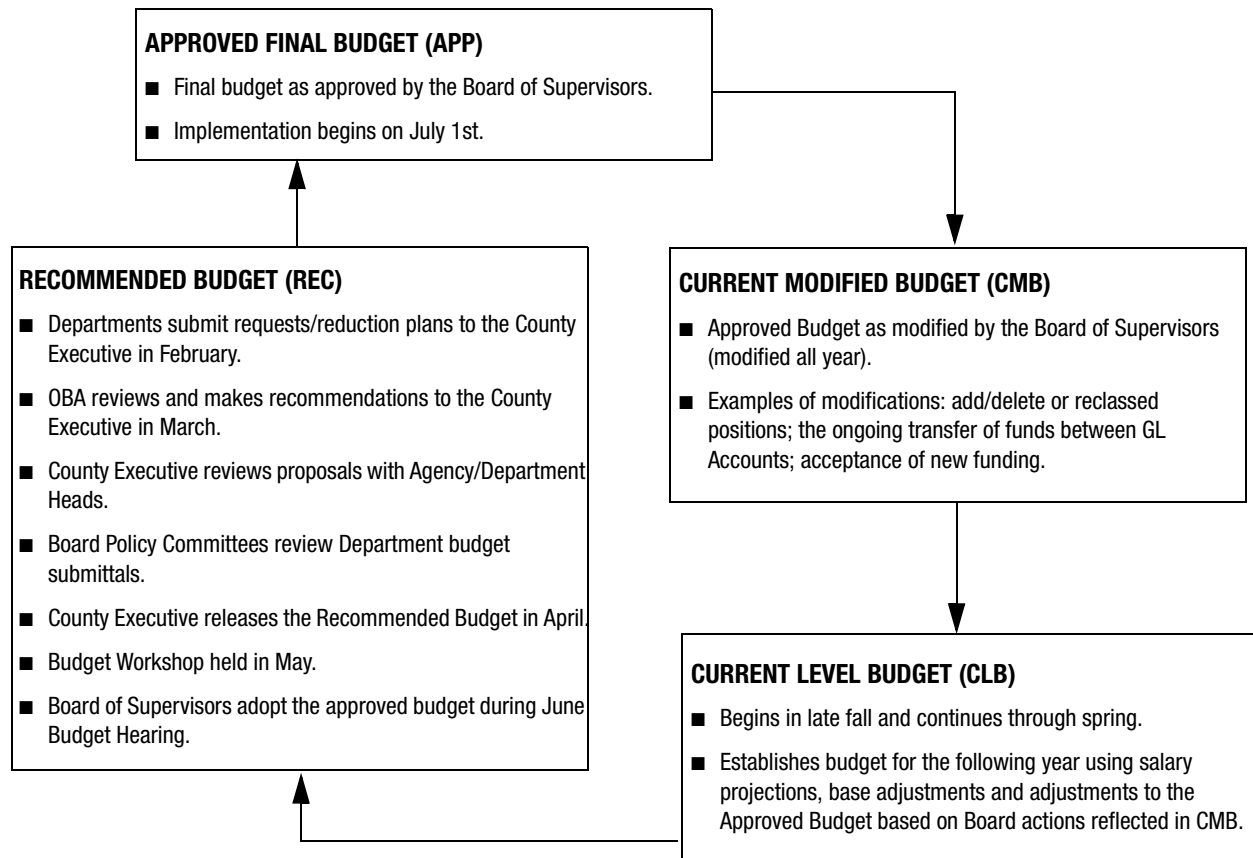 APPROVED FINAL BUDGET (APP)
■ Final budget as approved by the Board of Supervisors.
■ Implementation begins on July 1st.
RECOMMENDED BUDGET (REC)
■ Departments submit requests/reduction plans to the County
Executive in February.
■ OBA reviews and makes recommendations to the County
Executive in March.
■ County Executive reviews proposals with Agency/Department
Heads.
■ Board Policy Committees review Department budget
submittals.
■ County Executive releases the Recommended Budget in April.
■ Budget Workshop held in May.
■ Board of Supervisors adopt the approved budget during June
Budget Hearing.
CURRENT MODIFIED BUDGET (CMB)
■ Approved Budget as modified by the Board of Supervisors
(modified all year).
■ Examples of modifications: add/delete or reclassed
positions; the ongoing transfer of funds between GL
Accounts; acceptance of new funding.
CURRENT LEVEL BUDGET (CLB)
■ Begins in late fall and continues through spring.
■ Establishes budget for the following year using salary
projections, base adjustments and adjustments to the
Approved Budget based on Board actions reflected in CMB.